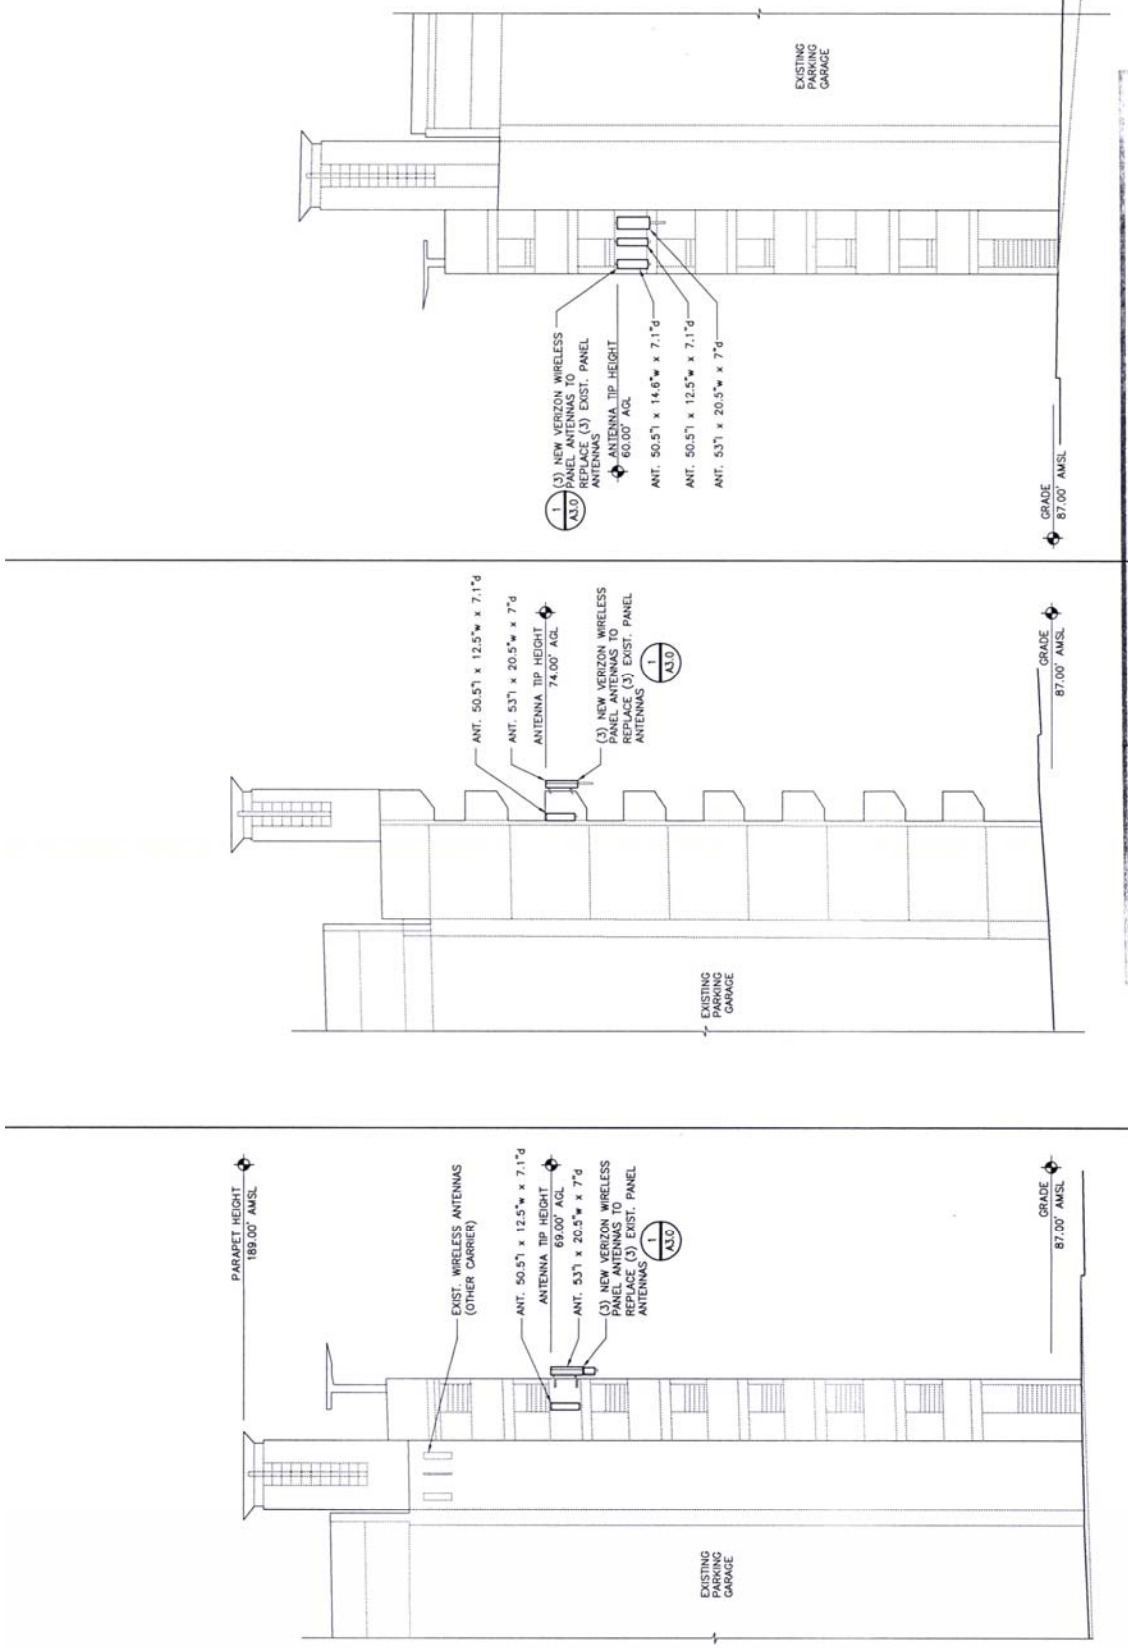 EXISTING
PARKING
GARAGE
1
A3.0
(3) NEW VERIZON WIRELESS
PANEL ANTENNAS TO
REPLACE (3) EXIST. PANEL
ANTENNAS
ANTENNA TIP HEIGHT
60.00' AGL
ANT. 50.5"l x 14.6"w x 7.1"d
ANT. 50.5"l x 12.5"w x 7.1"d
ANT. 53"l x 20.5"w x 7"d
GRADE
87.00' AMSL
ANT. 50.5"l x 12.5"w x 7.1"d
ANT. 53"l x 20.5"w x 7"d
ANTENNA TIP HEIGHT
74.00' AGL
(3) NEW VERIZON WIRELESS
PANEL ANTENNAS TO
REPLACE (3) EXIST. PANEL
ANTENNAS
1
A3.0
EXISTING
PARKING
GARAGE
GRADE
87.00' AMSL
PARAPET HEIGHT
189.00' AMSL
EXIST. WIRELESS ANTENNAS
(OTHER CARRIER)
ANT. 50.5"l x 12.5"w x 7.1"d
ANTENNA TIP HEIGHT
69.00' AGL
ANT. 53"l x 20.5"w x 7"d
(3) NEW VERIZON WIRELESS
PANEL ANTENNAS TO
REPLACE (3) EXIST. PANEL
ANTENNAS
1
A3.0
EXISTING
PARKING
GARAGE
GRADE
87.00' AMSL